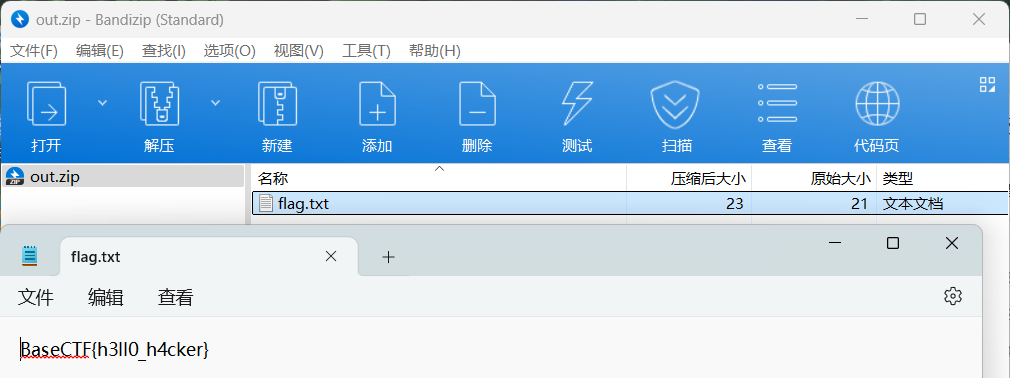 out.zip - Bandizip (Standard)
文件(F) 编辑(E) 查找(I) 选项(O) 视图(V) 工具(T) 帮助(H)
打开 解压 新建 添加 删除 测试 扫描 查看 代码页
out.zip
名称 压缩后大小 原始大小 类型
flag.txt 23 21 文本文档
flag.txt
文件 编辑 查看
BaseCTF{h3ll0_h4cker}